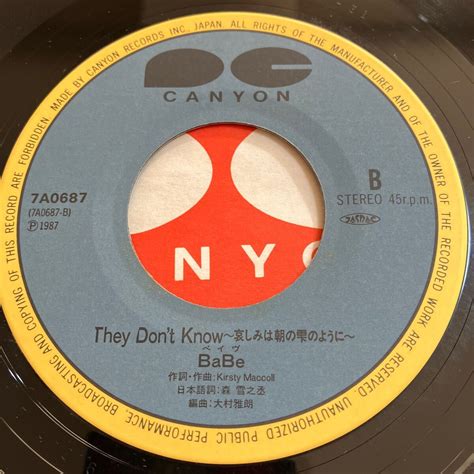 CANYON
MADE BY CANYON RECORDS INC. JAPAN ALL RIGHTS OF THE MANUFACTURER AND OF THE OWNER OF THE RECORDED WORK ARE RESERVED. UNAUTHORIZED PUBLIC PERFORMANCE, BROADCASTING AND COPYING OF THIS RECORD ARE FORBIDDEN.
7A0687
(7A0687-B)
Ⓟ1987
B
STEREO 45r.p.m.
NYO
They Don't Know〜哀しみは朝の雫のように〜
ベイヴ
BaBe
作詞・作曲:Kirsty Maccoll
日本語詞:森 雪之丞
編曲:大村雅朗